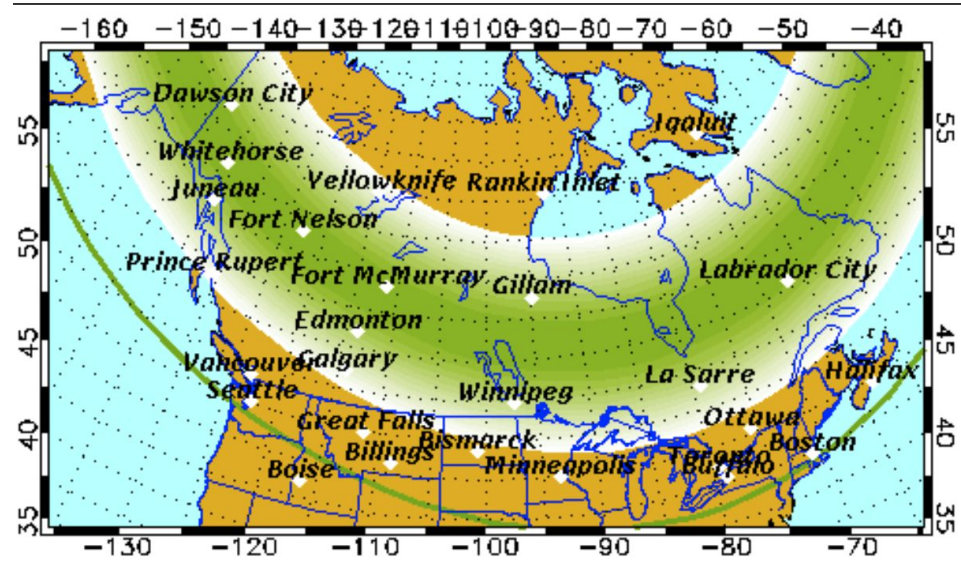 −160 −150 −140 −130 −120 −110 −100 −90 −80 −70 −60 −50 −40
Dawson City
55 Iqaluit 55
Whitehorse
Juneau Yellowknife Rankin Inlet
Fort Nelson
50 50
Prince Rupert Fort McMurray Gillam Labrador City
Edmonton
45 45
Vancouver Calgary La Sarre Halifax
Seattle Winnipeg
Great Falls Ottawa
40 Billings Bismarck Toronto Boston 40
Boise Minneapolis Buffalo
35 35
−130 −120 −110 −100 −90 −80 −70